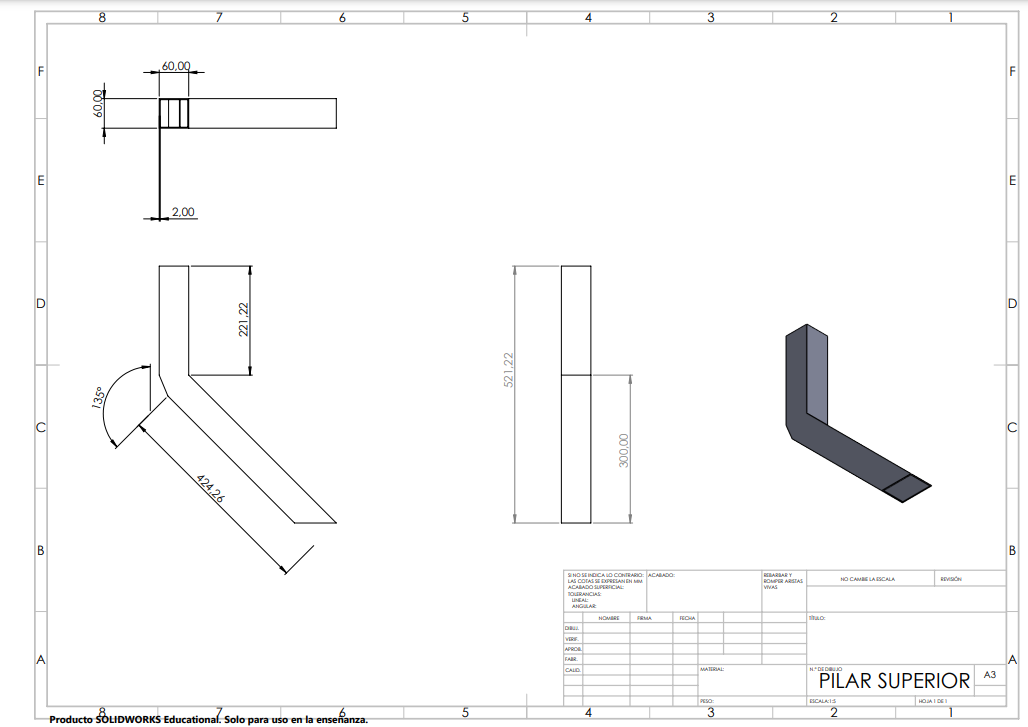 8 7 6 5 4 3 2 1
F F
60,00
60,00
E E
2,00
D D
221,22
521,22
135°
C C
300,00
424,26
B B
SI NO SE INDICA LO CONTRARIO:
LAS COTAS SE EXPRESAN EN MM
ACABADO SUPERFICIAL:
TOLERANCIAS:
LINEAL:
ANGULAR:
ACABADO:
REBARBAR Y
ROMPER ARISTAS
VIVAS
NO CAMBIE LA ESCALA
REVISIÓN
NOMBRE FIRMA FECHA
TÍTULO:
DIBUJ.
VERIF.
APROB.
FABR.
CALID.
A A
MATERIAL:
N.º DE DIBUJO
PILAR SUPERIOR
A3
PESO:
ESCALA:1:5
HOJA 1 DE 1
8 7 6 5 4 3 2 1
Producto SOLIDWORKS Educational. Solo para uso en la enseñanza.